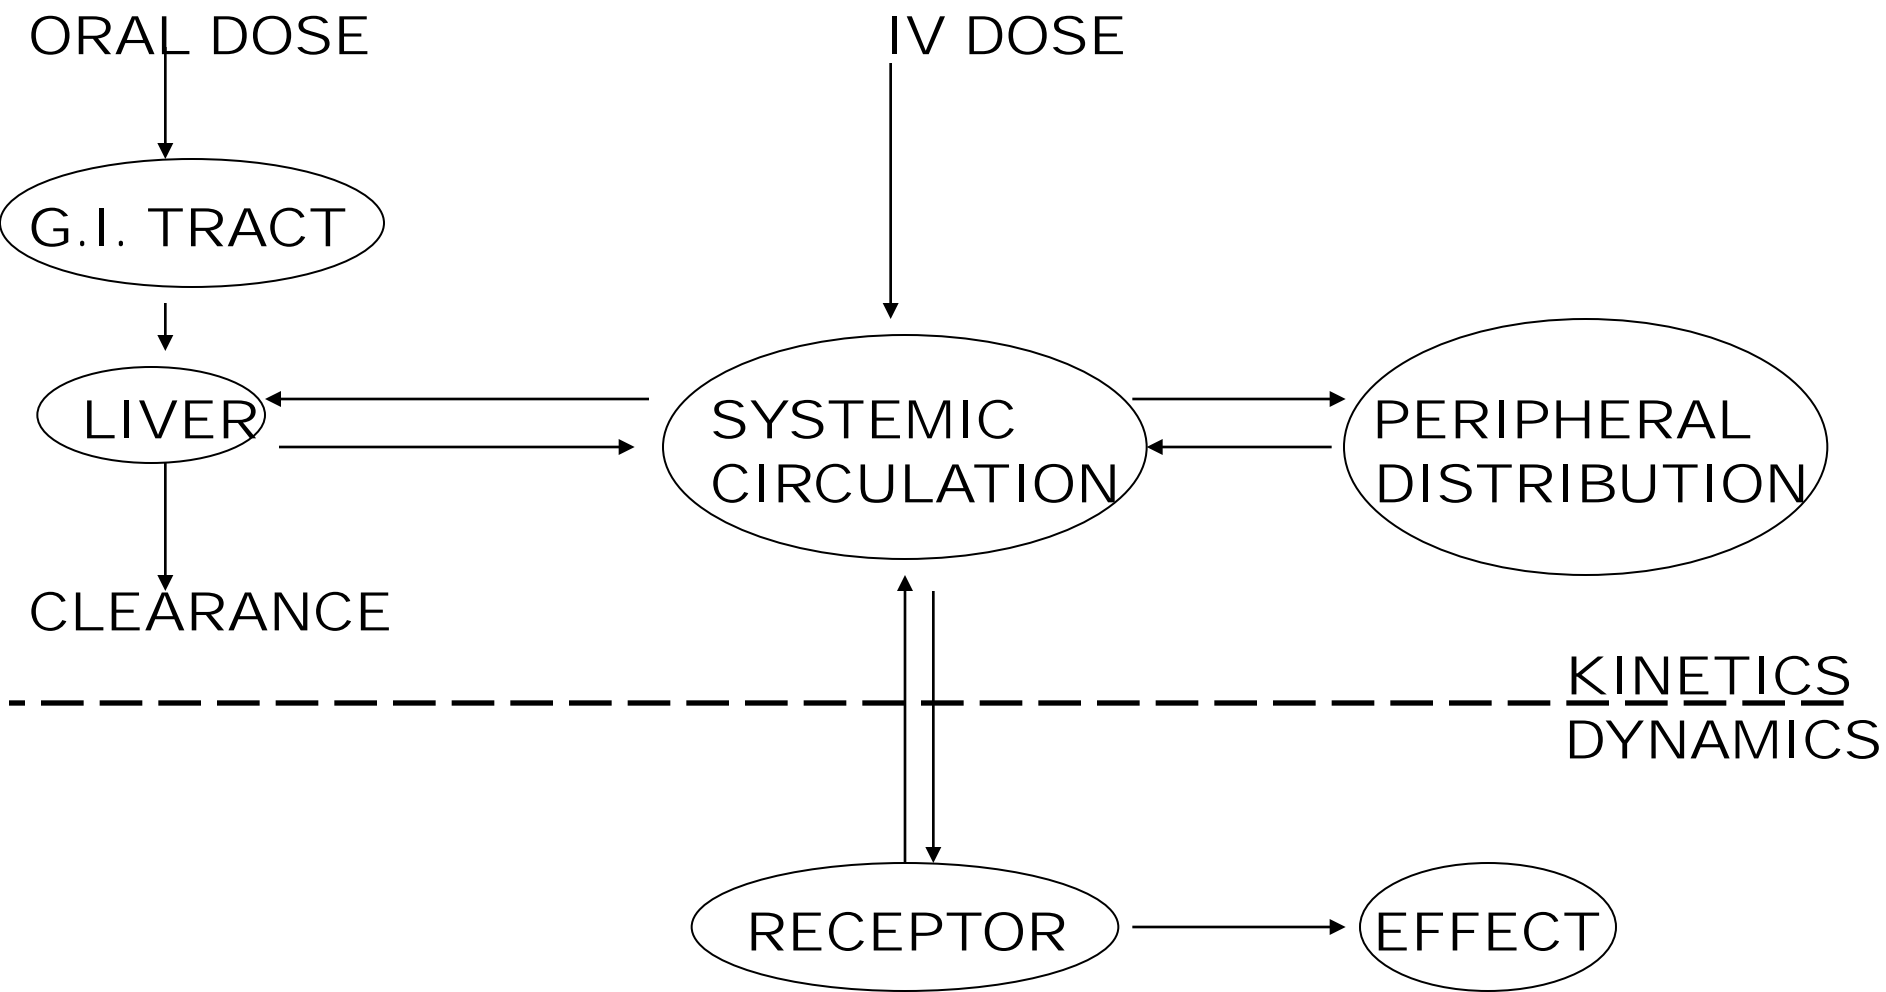 ORAL DOSE
IV DOSE
G.I. TRACT
LIVER
SYSTEMIC
CIRCULATION
PERIPHERAL
DISTRIBUTION
CLEARANCE
KINETICS
DYNAMICS
RECEPTOR
EFFECT